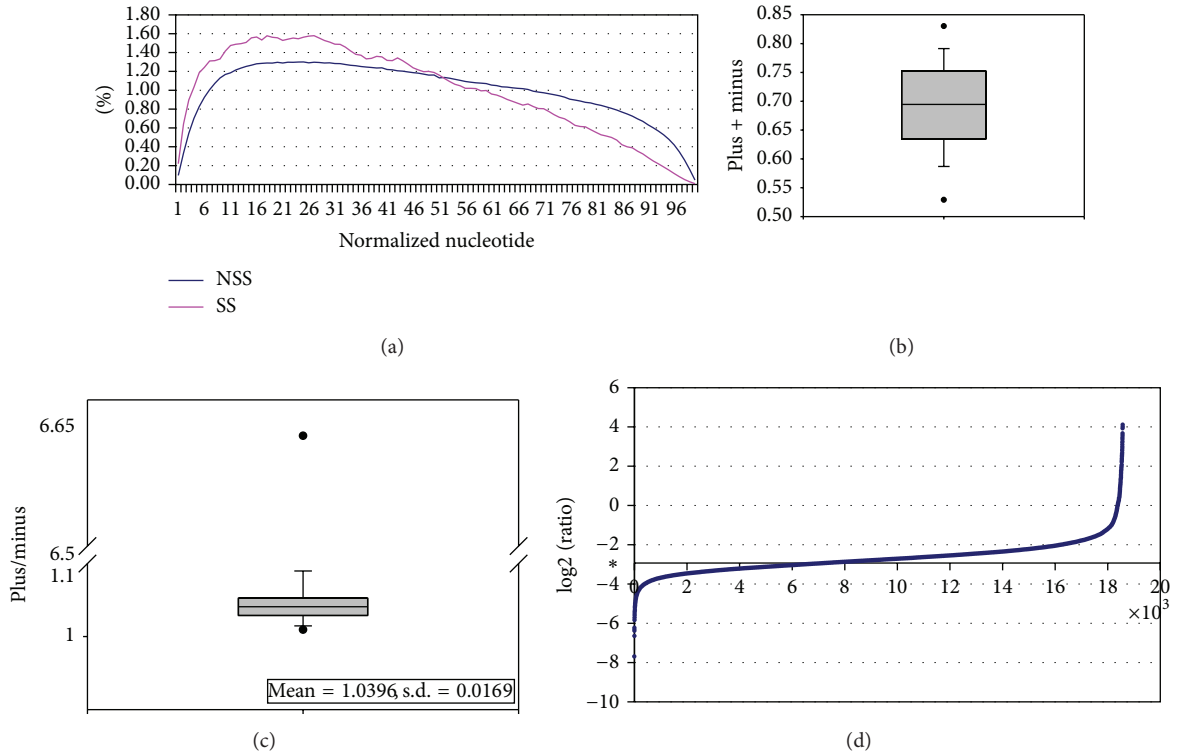 1.80
1.60
1.40
1.20
1.00
0.80
0.60
0.40
0.20
0.00
(%)
1 6 11 16 21 26 31 36 41 46 51 56 61 66 71 76 81 86 91 96
Normalized nucleotide
NSS
SS
(a)
0.85
0.80
0.75
0.70
0.65
0.60
0.55
0.50
Plus + minus
(b)
6.65
6.5
1.1
1
Plus/minus
Mean = 1.0396, s.d. = 0.0169
(c)
6
4
2
0
−2
*
−4
−6
−8
−10
log2 (ratio)
0 2 4 6 8 10 12 14 16 18 20
×10³
(d)